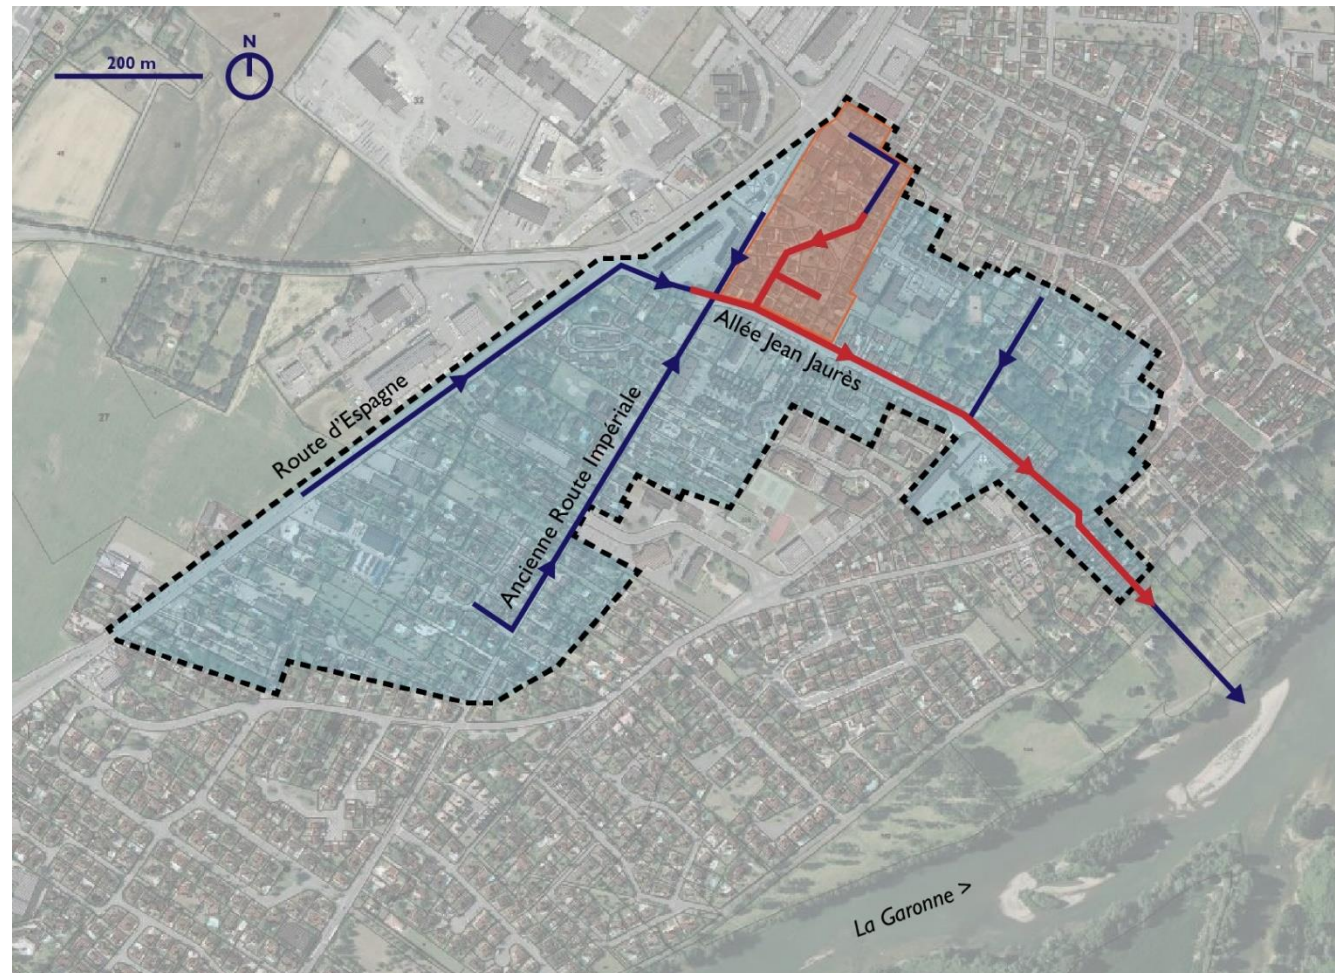 N
200 m
Route d'Espagne
Ancienne Route Impériale
Allée Jean Jaurès
La Garonne >